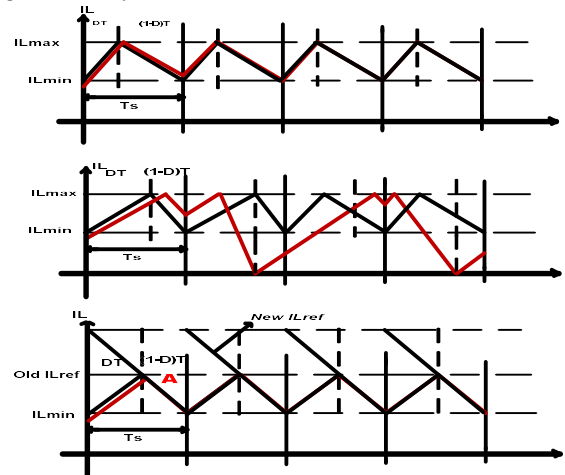 IL
DT (1-D)T
ILmax
ILmin
Ts
IL
DT (1-D)T
ILmax
ILmin
Ts
IL
New ILref
DT (1-D)T
Old ILref
A
ILmin
Ts